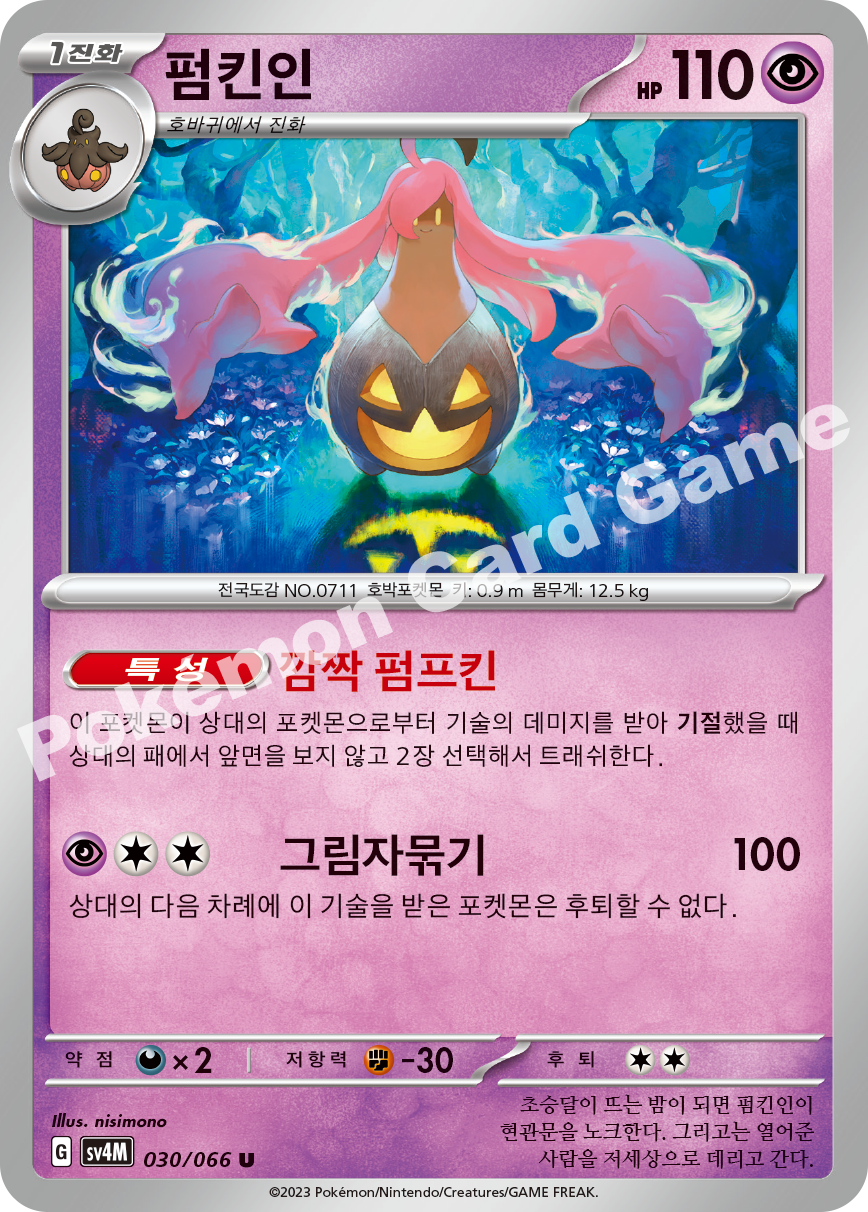 1진화
펌킨인
HP 110
호바귀에서 진화
전국도감 NO.0711 호박포켓몬 키: 0.9 m 몸무게: 12.5 kg
특성 깜짝 펌프킨
이 포켓몬이 상대의 포켓몬으로부터 기술의 데미지를 받아 기절했을 때
상대의 패에서 앞면을 보지 않고 2장 선택해서 트래쉬한다.
그림자묶기 100
상대의 다음 차례에 이 기술을 받은 포켓몬은 후퇴할 수 없다.
약점 ×2 저항력 -30 후퇴
Illus. nisimono
초승달이 뜨는 밤이 되면 펌킨인이
현관문을 노크한다. 그리고는 열어준
사람을 저세상으로 데리고 간다.
G sv4M 030/066 U
©2023 Pokémon/Nintendo/Creatures/GAME FREAK.
Pokémon Card Game